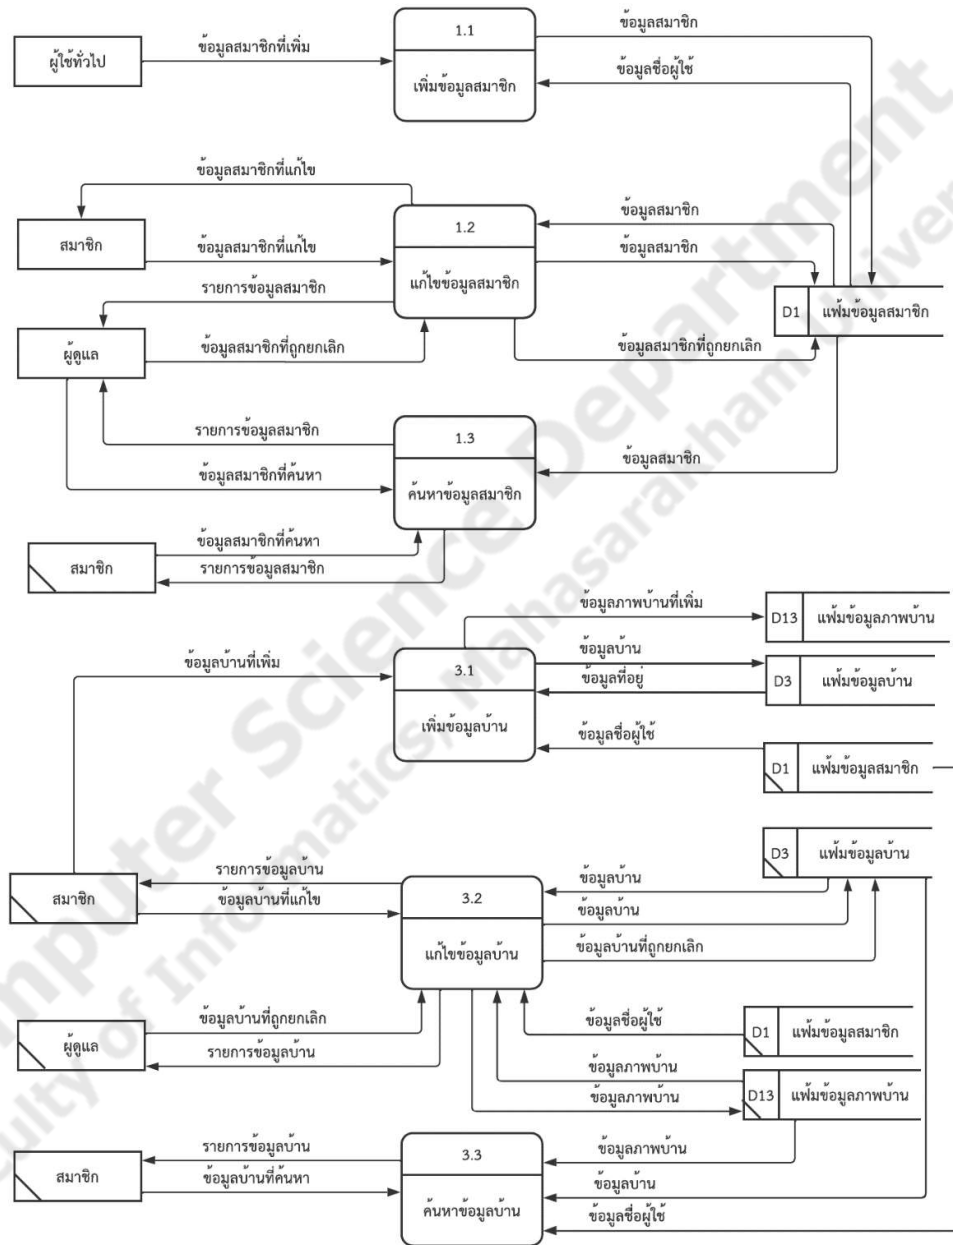 1.1
ข้อมูลสมาชิก
ผู้ใช้ทั่วไป
ข้อมูลสมาชิกที่เพิ่ม
เพิ่มข้อมูลสมาชิก
ข้อมูลชื่อผู้ใช้
ข้อมูลสมาชิกที่แก้ไข
สมาชิก
ข้อมูลสมาชิกที่แก้ไข
1.2
แก้ไขข้อมูลสมาชิก
ข้อมูลสมาชิก
ข้อมูลสมาชิก
รายการข้อมูลสมาชิก
D1
แฟ้มข้อมูลสมาชิก
ผู้ดูแล
ข้อมูลสมาชิกที่ถูกยกเลิก
ข้อมูลสมาชิกที่ถูกยกเลิก
รายการข้อมูลสมาชิก
1.3
ค้นหาข้อมูลสมาชิก
ข้อมูลสมาชิก
ข้อมูลสมาชิกที่ค้นหา
สมาชิก
ข้อมูลสมาชิกที่ค้นหา
รายการข้อมูลสมาชิก
ข้อมูลภาพบ้านที่เพิ่ม
D13
แฟ้มข้อมูลภาพบ้าน
ข้อมูลบ้านที่เพิ่ม
3.1
เพิ่มข้อมูลบ้าน
ข้อมูลบ้าน
ข้อมูลที่อยู่
D3
แฟ้มข้อมูลบ้าน
ข้อมูลชื่อผู้ใช้
D1
แฟ้มข้อมูลสมาชิก
D3
แฟ้มข้อมูลบ้าน
สมาชิก
รายการข้อมูลบ้าน
ข้อมูลบ้านที่แก้ไข
3.2
แก้ไขข้อมูลบ้าน
ข้อมูลบ้าน
ข้อมูลบ้าน
ข้อมูลบ้านที่ถูกยกเลิก
ผู้ดูแล
ข้อมูลบ้านที่ถูกยกเลิก
รายการข้อมูลบ้าน
ข้อมูลชื่อผู้ใช้
D1
แฟ้มข้อมูลสมาชิก
ข้อมูลภาพบ้าน
ข้อมูลภาพบ้าน
D13
แฟ้มข้อมูลภาพบ้าน
สมาชิก
รายการข้อมูลบ้าน
ข้อมูลบ้านที่ค้นหา
3.3
ค้นหาข้อมูลบ้าน
ข้อมูลภาพบ้าน
ข้อมูลบ้าน
ข้อมูลชื่อผู้ใช้
Computer Science Department
Faculty of Informatics, Mahasarakham